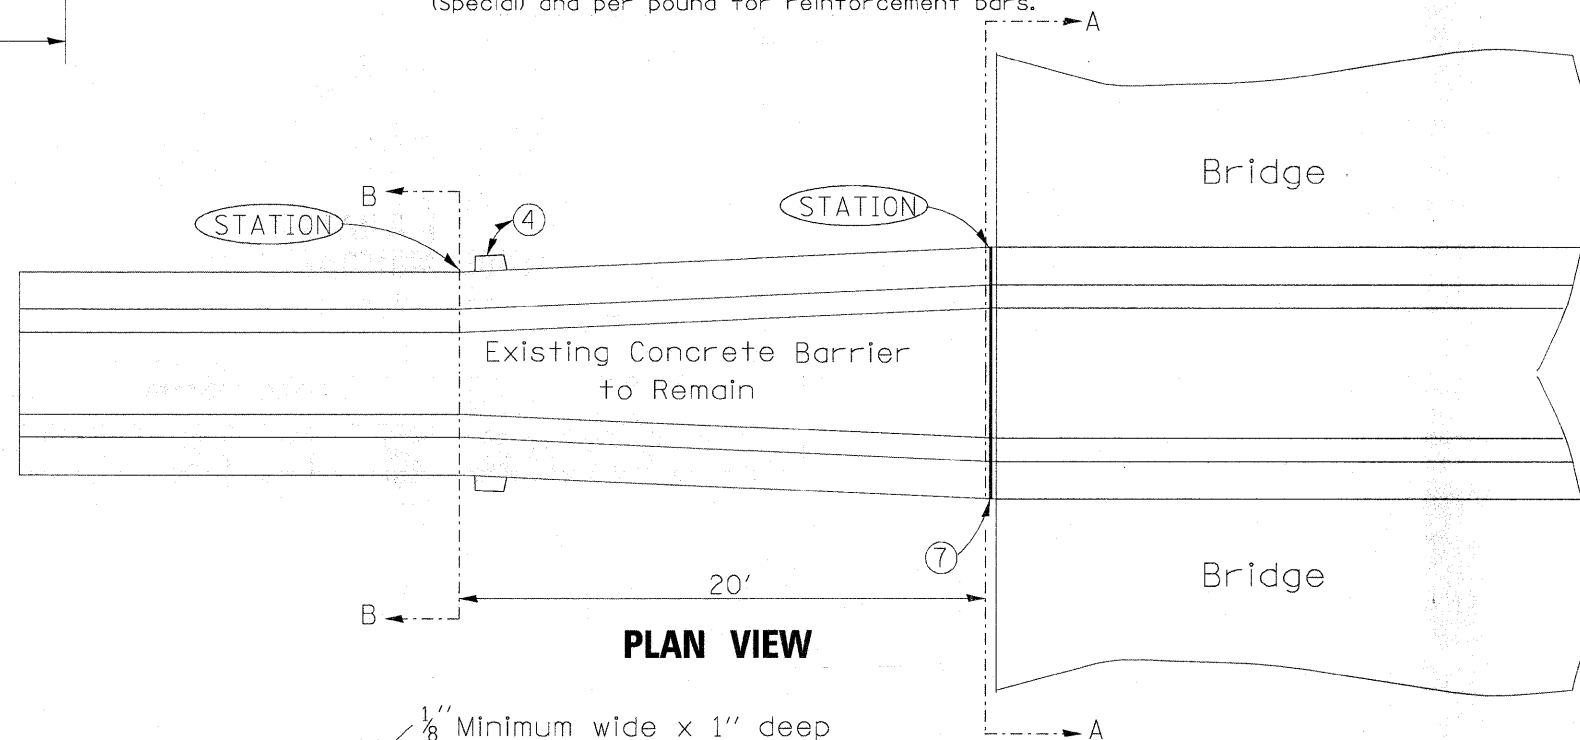 (Special) and per pound for reinforcement bars.
A
Bridge
B
STATION
STATION
4
Existing Concrete Barrier
to Remain
7
Bridge
20'
B
PLAN VIEW
1/8" Minimum wide x 1" deep
A